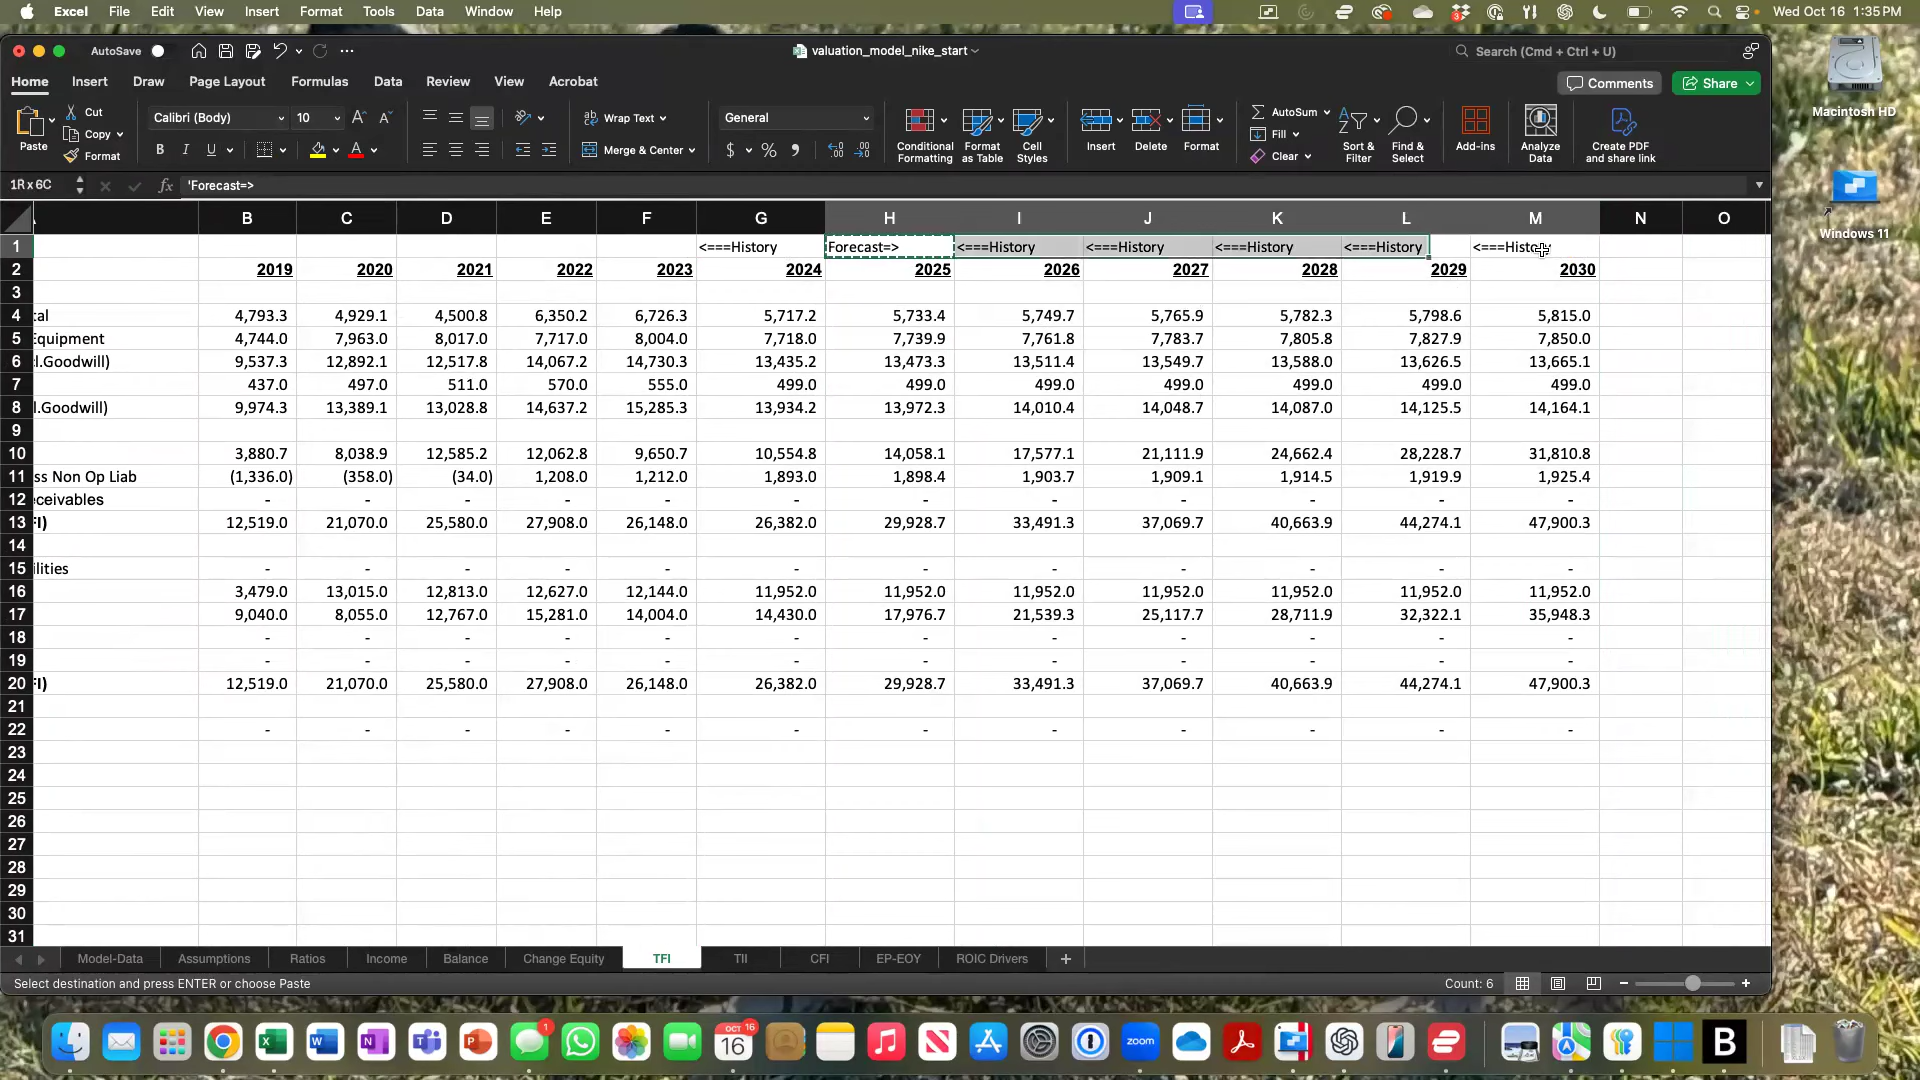 Excel File Edit View Insert Format Tools Data Window Help Wed Oct 16 1:35 PM
AutoSave valuation_model_nike_start Search (Cmd + Ctrl + U)
Home Insert Draw Page Layout Formulas Data Review View Automate Acrobat Comments Share
Paste Cut Copy Format
Calibri (Body) 10
Wrap Text
Merge & Center
General
Conditional Formatting
Format as Table
Cell Styles
Insert Delete Format
AutoSum Fill Clear
Sort & Filter
Find & Select
Add-ins
Analyze Data
Create PDF and share link
1R x 6C fx 'Forecast=>
B C D E F G H I J K L M N O
1 <===History Forecast=> <===History <===History <===History <===History <===History
2 2019 2020 2021 2022 2023 2024 2025 2026 2027 2028 2029 2030
3
4 tal 4,793.3 4,929.1 4,500.8 6,350.2 6,726.3 5,717.2 5,733.4 5,749.7 5,765.9 5,782.3 5,798.6 5,815.0
5 Equipment 4,744.0 7,963.0 8,017.0 7,717.0 8,004.0 7,718.0 7,739.9 7,761.8 7,783.7 7,805.8 7,827.9 7,850.0
6 l.Goodwill) 9,537.3 12,892.1 12,517.8 14,067.2 14,730.3 13,435.2 13,473.3 13,511.4 13,549.7 13,588.0 13,626.5 13,665.1
7 437.0 497.0 511.0 570.0 555.0 499.0 499.0 499.0 499.0 499.0 499.0 499.0
8 l.Goodwill) 9,974.3 13,389.1 13,028.8 14,637.2 15,285.3 13,934.2 13,972.3 14,010.4 14,048.7 14,087.0 14,125.5 14,164.1
9
10 3,880.7 8,038.9 12,585.2 12,062.8 9,650.7 10,554.8 14,058.1 17,577.1 21,111.9 24,662.4 28,228.7 31,810.8
11 ss Non Op Liab (1,336.0) (358.0) (34.0) 1,208.0 1,212.0 1,893.0 1,898.4 1,903.7 1,909.1 1,914.5 1,919.9 1,925.4
12 eceivables - - - - - - - - - - - -
13 FI) 12,519.0 21,070.0 25,580.0 27,908.0 26,148.0 26,382.0 29,928.7 33,491.3 37,069.7 40,663.9 44,274.1 47,900.3
14
15 ilities - - - - - - - - - - - -
16 3,479.0 13,015.0 12,813.0 12,627.0 12,144.0 11,952.0 11,952.0 11,952.0 11,952.0 11,952.0 11,952.0 11,952.0
17 9,040.0 8,055.0 12,767.0 15,281.0 14,004.0 14,430.0 17,976.7 21,539.3 25,117.7 28,711.9 32,322.1 35,948.3
18 - - - - - - - - - - - -
19 - - - - - - - - - - - -
20 FI) 12,519.0 21,070.0 25,580.0 27,908.0 26,148.0 26,382.0 29,928.7 33,491.3 37,069.7 40,663.9 44,274.1 47,900.3
21
22 - - - - - - - - - - - -
23
24
25
26
27
28
29
30
31
Model-Data Assumptions Ratios Income Balance Change Equity TFI TII CFI EP-EOY ROIC Drivers
Select destination and press ENTER or choose Paste Count: 6
Macintosh HD
Windows 11
OCT 16
1
zoom
B